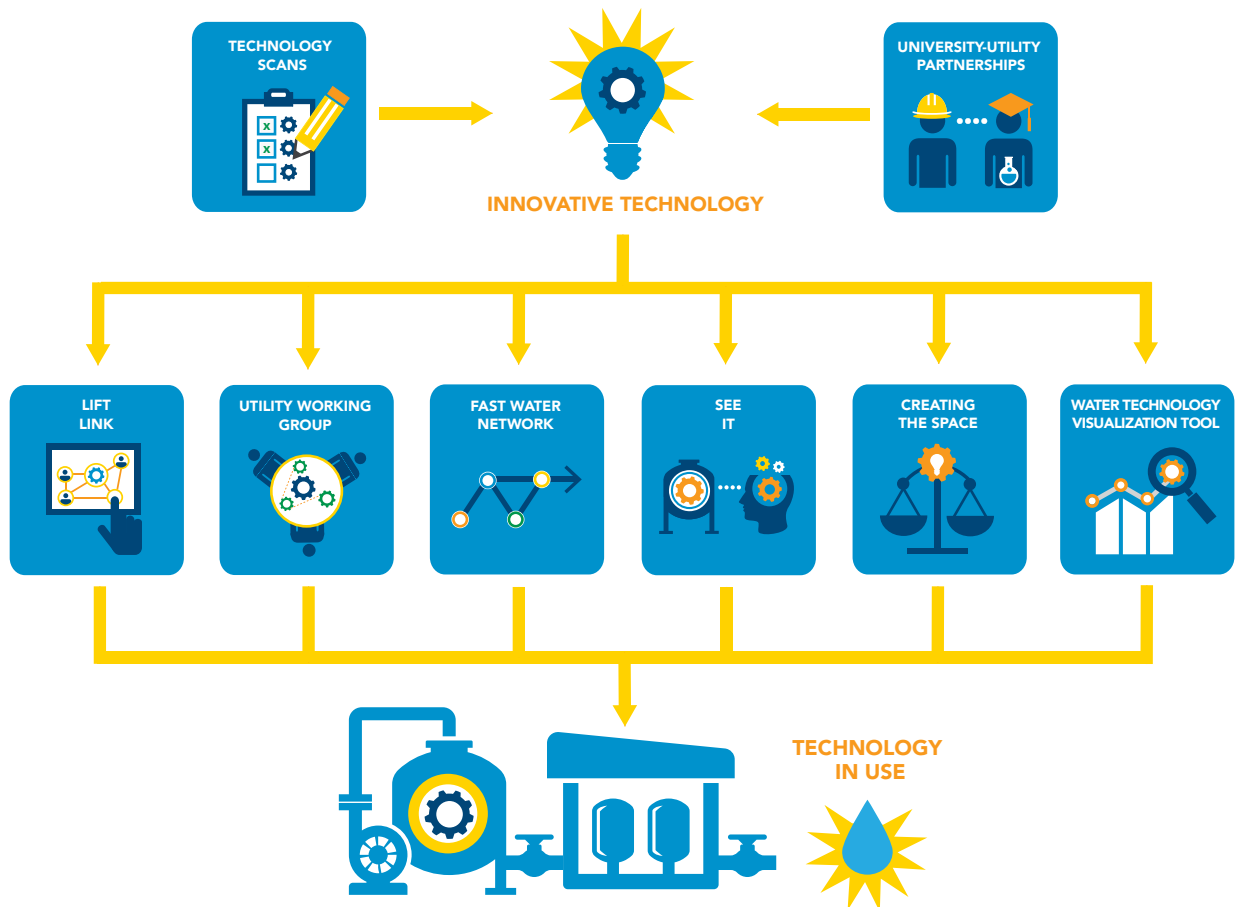 TECHNOLOGY
SCANS
UNIVERSITY-UTILITY
PARTNERSHIPS
x
x
INNOVATIVE TECHNOLOGY
LIFT
LINK
UTILITY WORKING
GROUP
FAST WATER
NETWORK
SEE
IT
CREATING
THE SPACE
WATER TECHNOLOGY
VISUALIZATION TOOL
TECHNOLOGY
IN USE